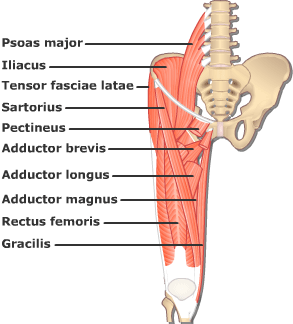 Psoas major
Iliacus
Tensor fasciae latae
Sartorius
Pectineus
Adductor brevis
Adductor longus
Adductor magnus
Rectus femoris
Gracilis